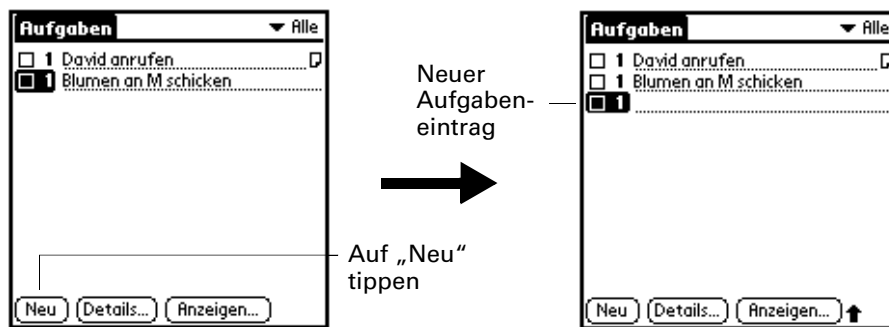 Aufgaben Alle
1 David anrufen
1 Blumen an M schicken
Neu Details... Anzeigen...
Auf „Neu“
tippen
Neuer
Aufgaben-
eintrag
Aufgaben Alle
1 David anrufen
1 Blumen an M schicken
1
Neu Details... Anzeigen...